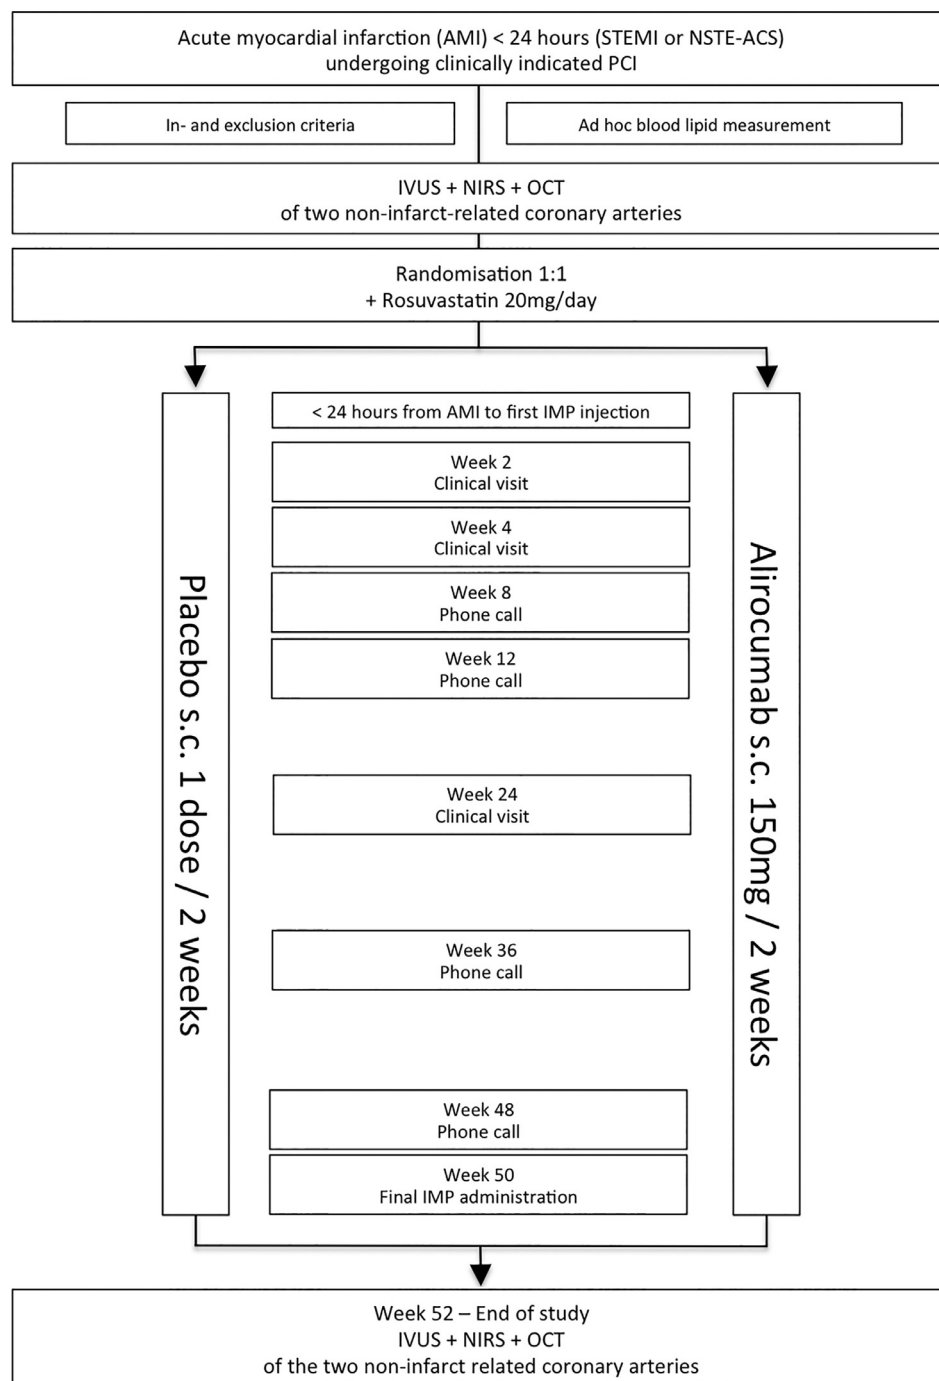 Acute myocardial infarction (AMI) < 24 hours (STEMI or NSTE-ACS)
undergoing clinically indicated PCI
In- and exclusion criteria
Ad hoc blood lipid measurement
IVUS + NIRS + OCT
of two non-infarct-related coronary arteries
Randomisation 1:1
+ Rosuvastatin 20mg/day
Placebo s.c. 1 dose / 2 weeks
< 24 hours from AMI to first IMP injection
Week 2
Clinical visit
Week 4
Clinical visit
Week 8
Phone call
Week 12
Phone call
Week 24
Clinical visit
Week 36
Phone call
Week 48
Phone call
Week 50
Final IMP administration
Alirocumab s.c. 150mg / 2 weeks
Week 52 – End of study
IVUS + NIRS + OCT
of the two non-infarct related coronary arteries